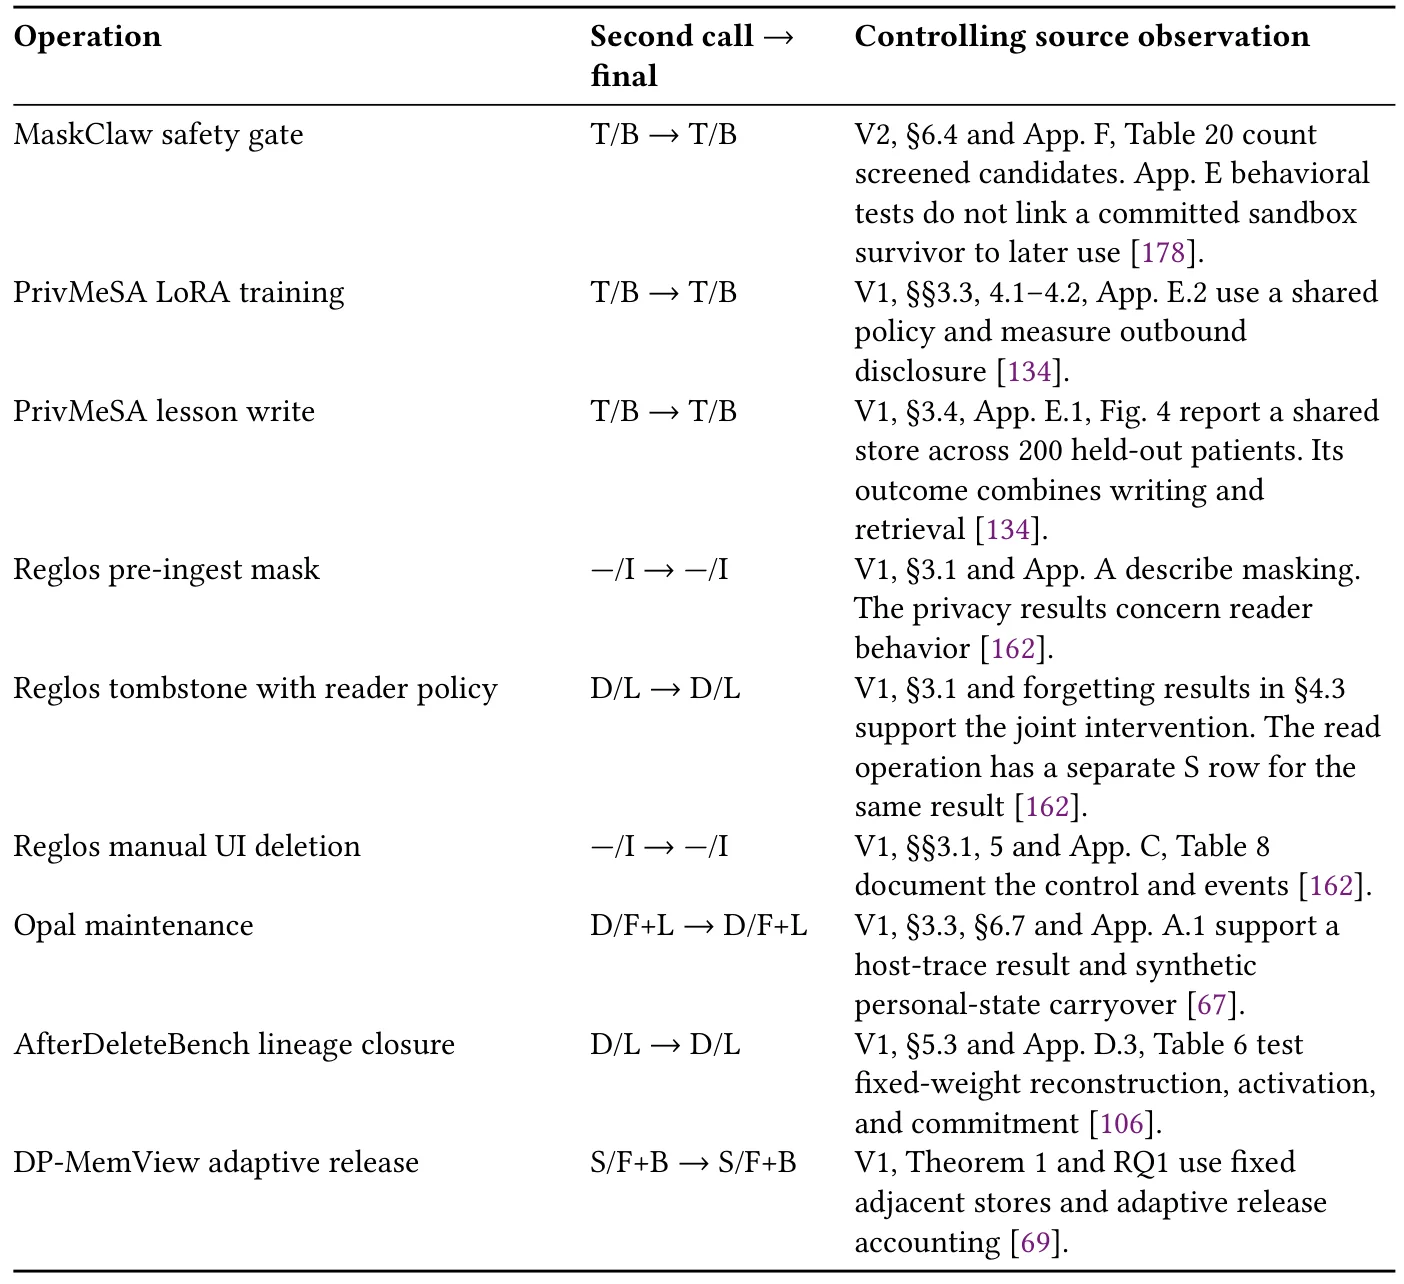 Operation Second call → Controlling source observation
final
MaskClaw safety gate T/B → T/B V2, §6.4 and App. F, Table 20 count
screened candidates. App. E behavioral
tests do not link a committed sandbox
survivor to later use [178].
PrivMeSA LoRA training T/B → T/B V1, §§3.3, 4.1–4.2, App. E.2 use a shared
policy and measure outbound
disclosure [134].
PrivMeSA lesson write T/B → T/B V1, §3.4, App. E.1, Fig. 4 report a shared
store across 200 held-out patients. Its
outcome combines writing and
retrieval [134].
Reglos pre-ingest mask –/I → –/I V1, §3.1 and App. A describe masking.
The privacy results concern reader
behavior [162].
Reglos tombstone with reader policy D/L → D/L V1, §3.1 and forgetting results in §4.3
support the joint intervention. The read
operation has a separate S row for the
same result [162].
Reglos manual UI deletion –/I → –/I V1, §§3.1, 5 and App. C, Table 8
document the control and events [162].
Opal maintenance D/F+L → D/F+L V1, §3.3, §6.7 and App. A.1 support a
host-trace result and synthetic
personal-state carryover [67].
AfterDeleteBench lineage closure D/L → D/L V1, §5.3 and App. D.3, Table 6 test
fixed-weight reconstruction, activation,
and commitment [106].
DP-MemView adaptive release S/F+B → S/F+B V1, Theorem 1 and RQ1 use fixed
adjacent stores and adaptive release
accounting [69].